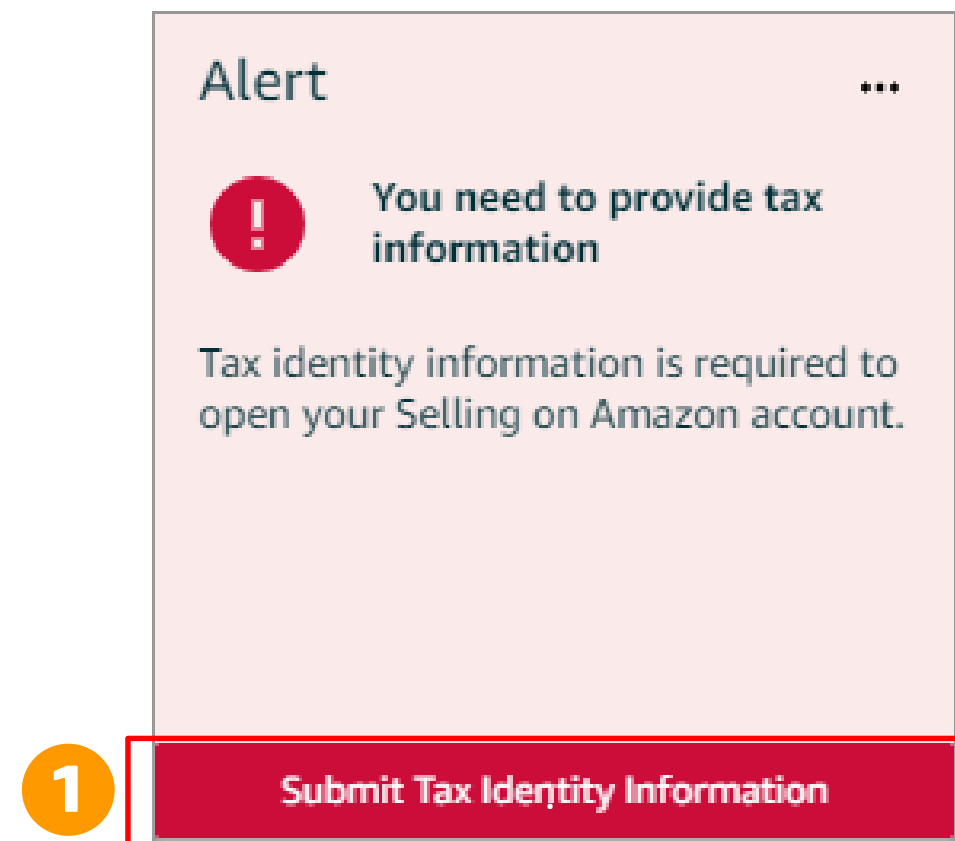 Alert
...
!
You need to provide tax
information
Tax identity information is required to
open your Selling on Amazon account.
1
Submit Tax Identity Information